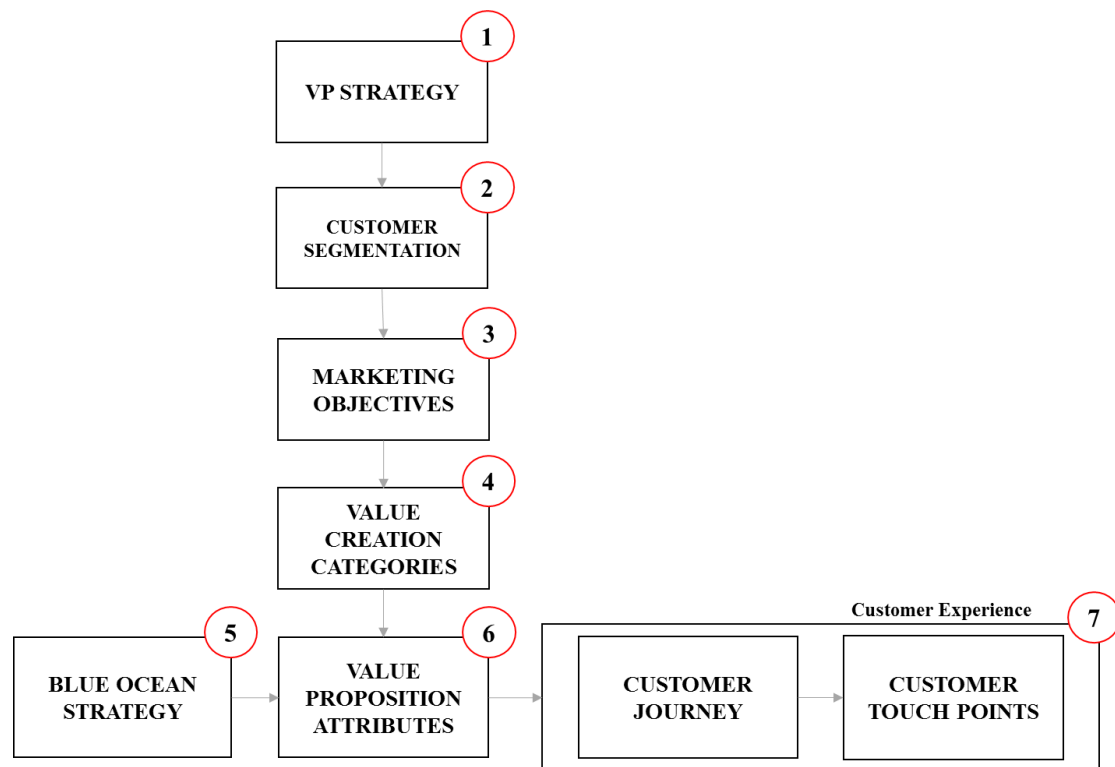 1
VP STRATEGY
2
CUSTOMER
SEGMENTATION
3
MARKETING
OBJECTIVES
4
VALUE
CREATION
CATEGORIES
5
BLUE OCEAN
STRATEGY
6
VALUE
PROPOSITION
ATTRIBUTES
Customer Experience
7
CUSTOMER
JOURNEY
CUSTOMER
TOUCH POINTS